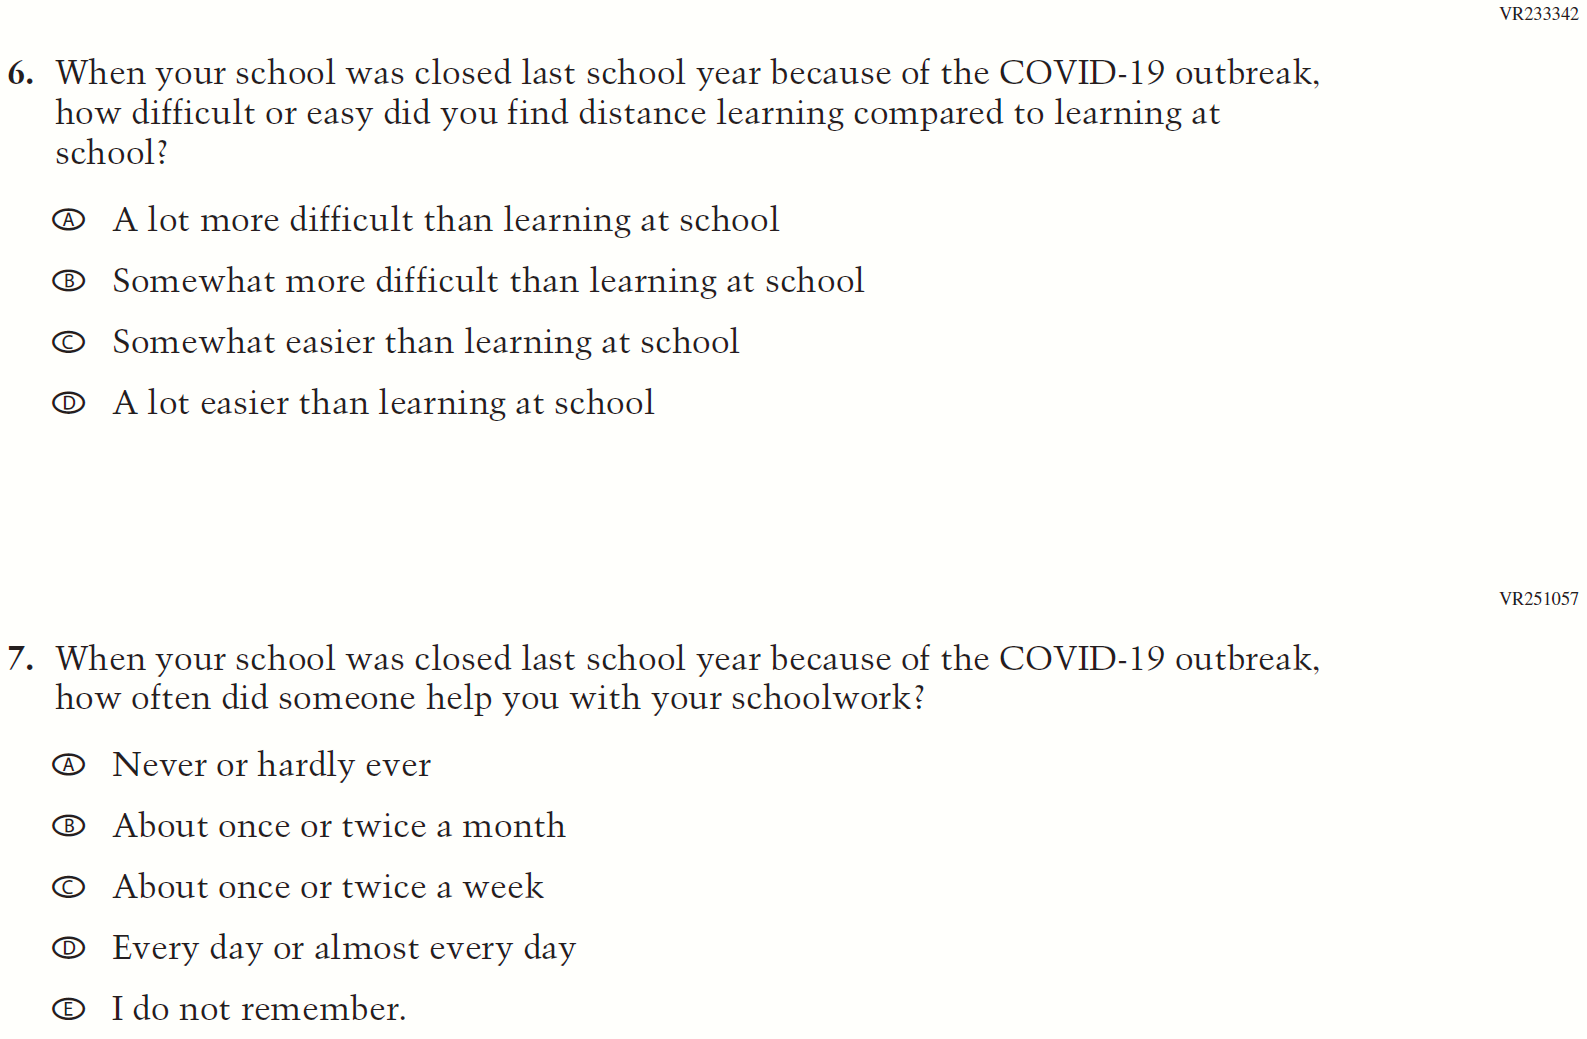 VR233342
6. When your school was closed last school year because of the COVID-19 outbreak,
how difficult or easy did you find distance learning compared to learning at
school?
A A lot more difficult than learning at school
B Somewhat more difficult than learning at school
C Somewhat easier than learning at school
D A lot easier than learning at school
VR251057
7. When your school was closed last school year because of the COVID-19 outbreak,
how often did someone help you with your schoolwork?
A Never or hardly ever
B About once or twice a month
C About once or twice a week
D Every day or almost every day
E I do not remember.